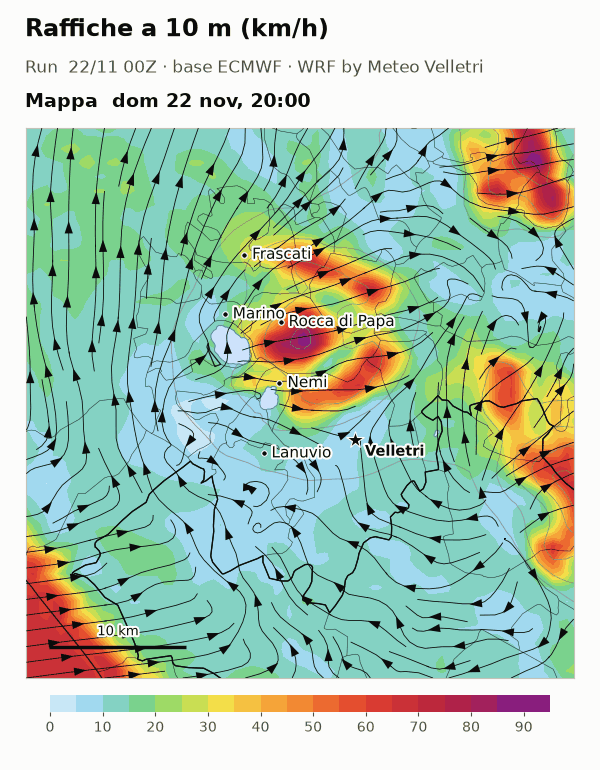 Raffiche a 10 m (km/h)
Run  22/11 00Z · base ECMWF · WRF by Meteo Velletri
Mappa  dom 22 nov, 20:00
Frascati
Marino
Rocca di Papa
Nemi
Velletri
Lanuvio
10 km
0 10 20 30 40 50 60 70 80 90